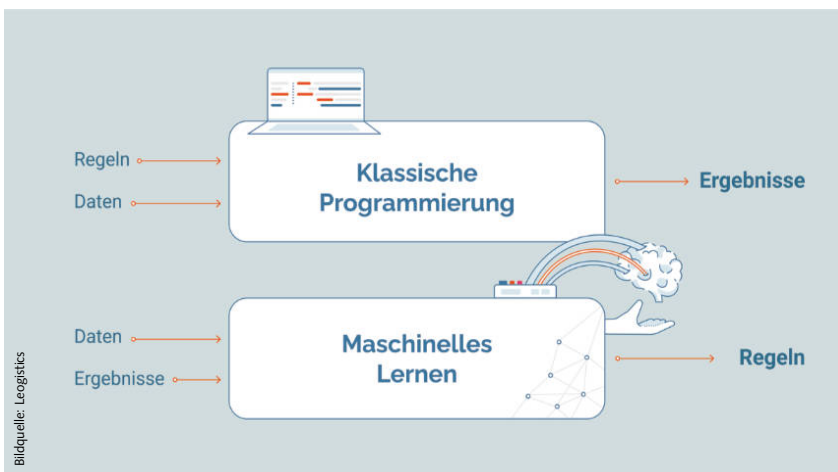 Regeln
Daten
Klassische
Programmierung
Ergebnisse
Daten
Ergebnisse
Maschinelles
Lernen
Regeln
Bildquelle: Leogistics